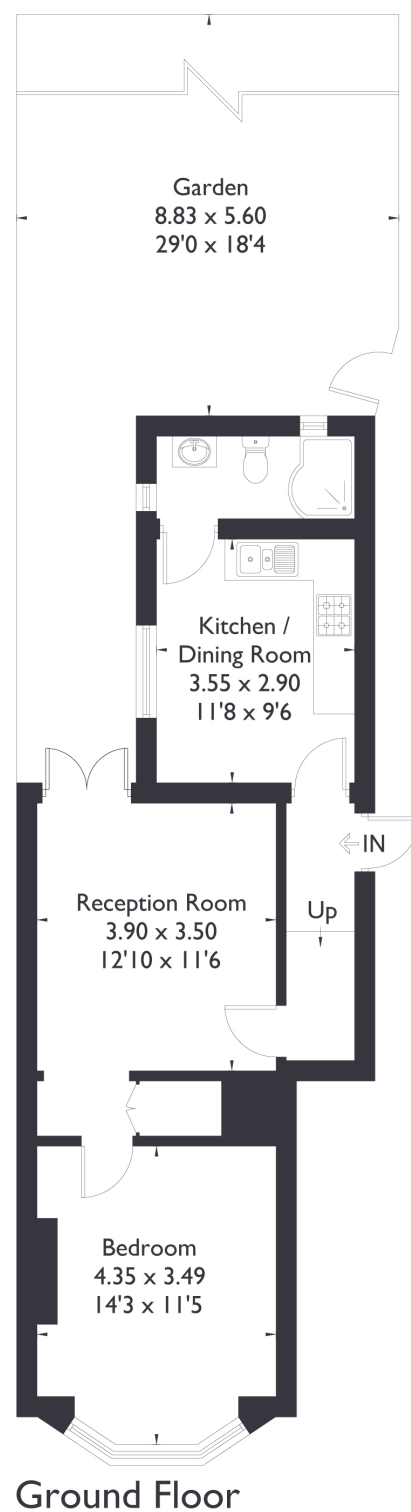 Garden
8.83 x 5.60
29'0 x 18'4
Kitchen /
Dining Room
3.55 x 2.90
11'8 x 9'6
IN
Reception Room
3.90 x 3.50
12'10 x 11'6
Up
Bedroom
4.35 x 3.49
14'3 x 11'5
Ground Floor